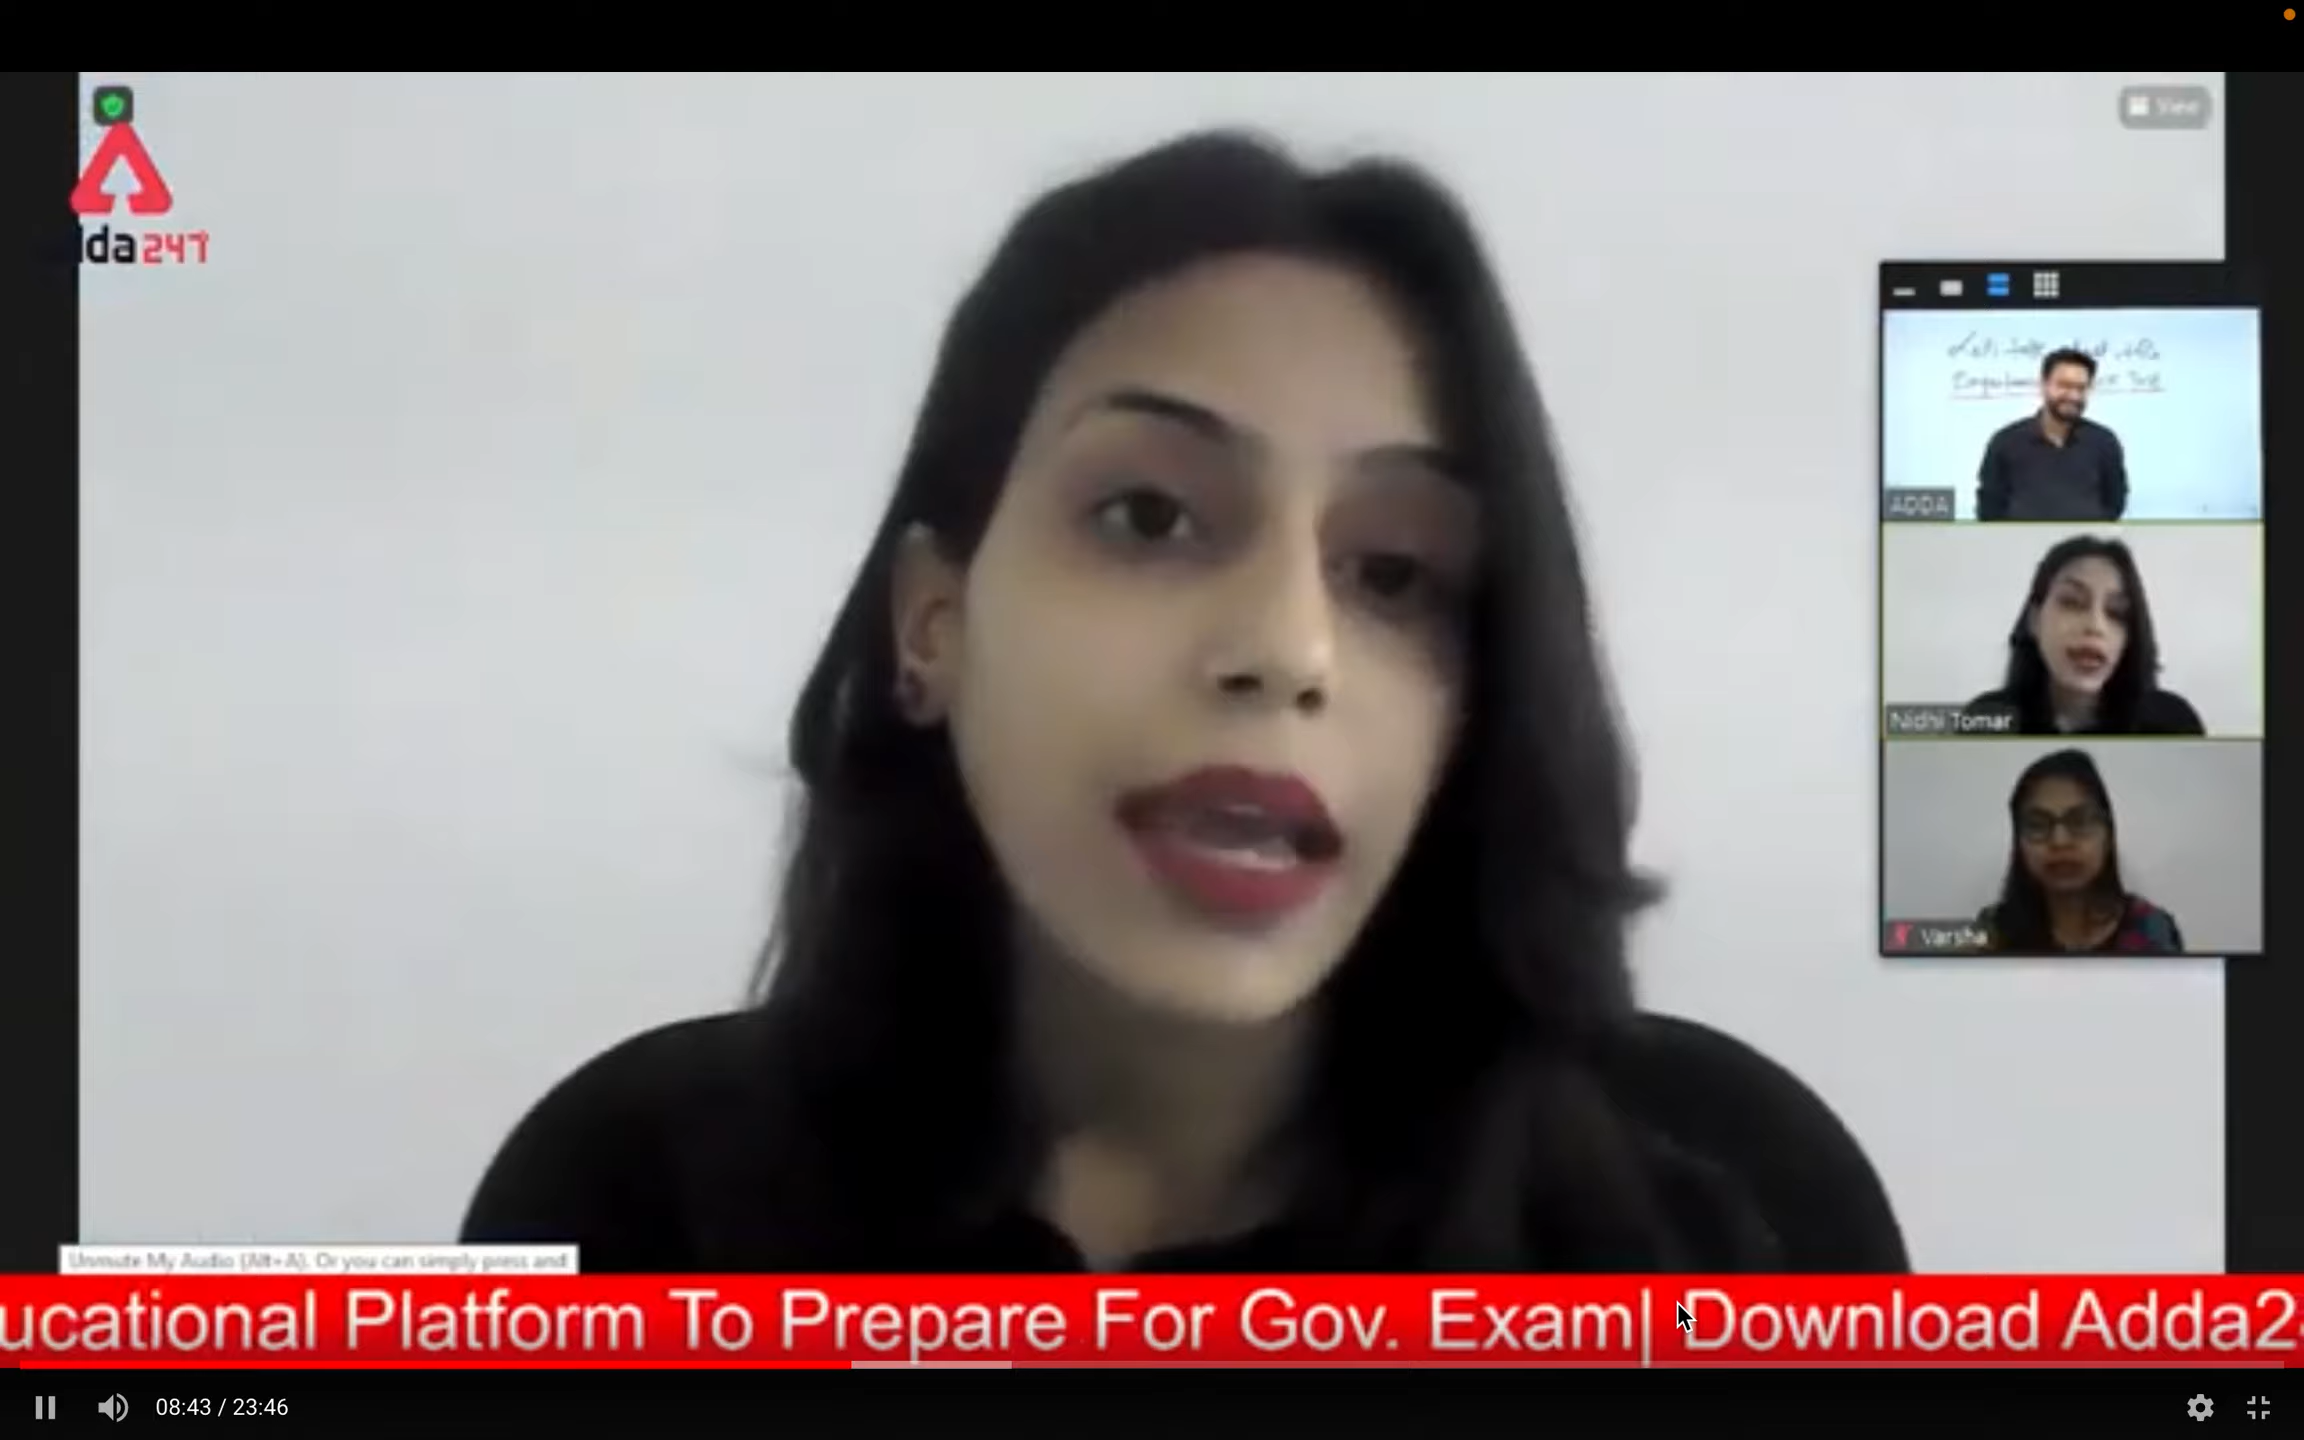 View
dda247
ADDA
Nidhi Tomar
Varsha
Unmute My Audio (Alt+A). Or you can simply press and
ucational Platform To Prepare For Gov. Exam| Download Adda2
08:43 / 23:46